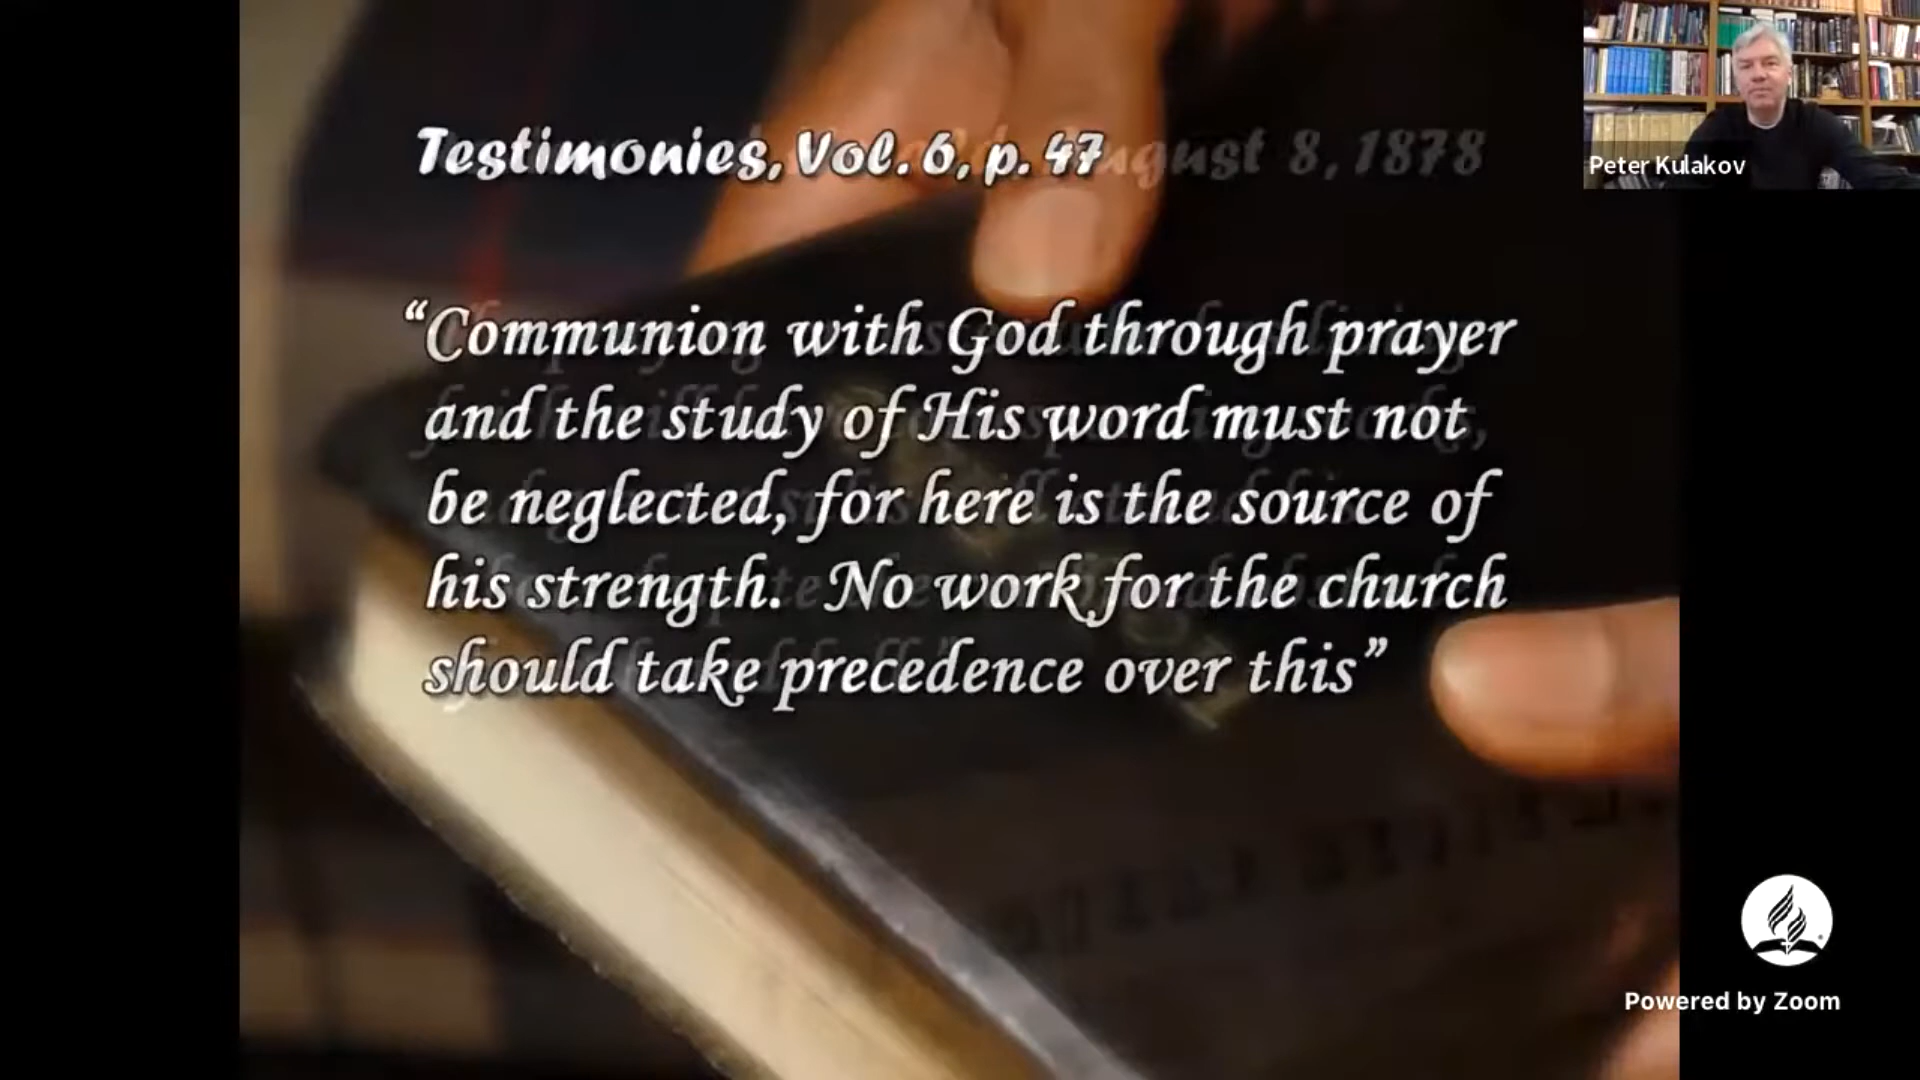 Testimonies, Vol. 6, p. 47
August 8, 1878
Peter Kulakov
“Communion with God through prayer
and the study of His word must not
be neglected, for here is the source of
his strength. No work for the church
should take precedence over this”
Powered by Zoom